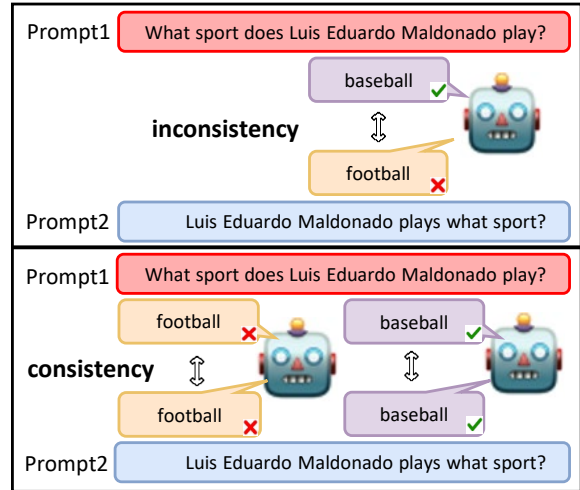 Prompt1 What sport does Luis Eduardo Maldonado play?
baseball
inconsistency
football
Prompt2 Luis Eduardo Maldonado plays what sport?
Prompt1 What sport does Luis Eduardo Maldonado play?
football baseball
consistency
football baseball
Prompt2 Luis Eduardo Maldonado plays what sport?